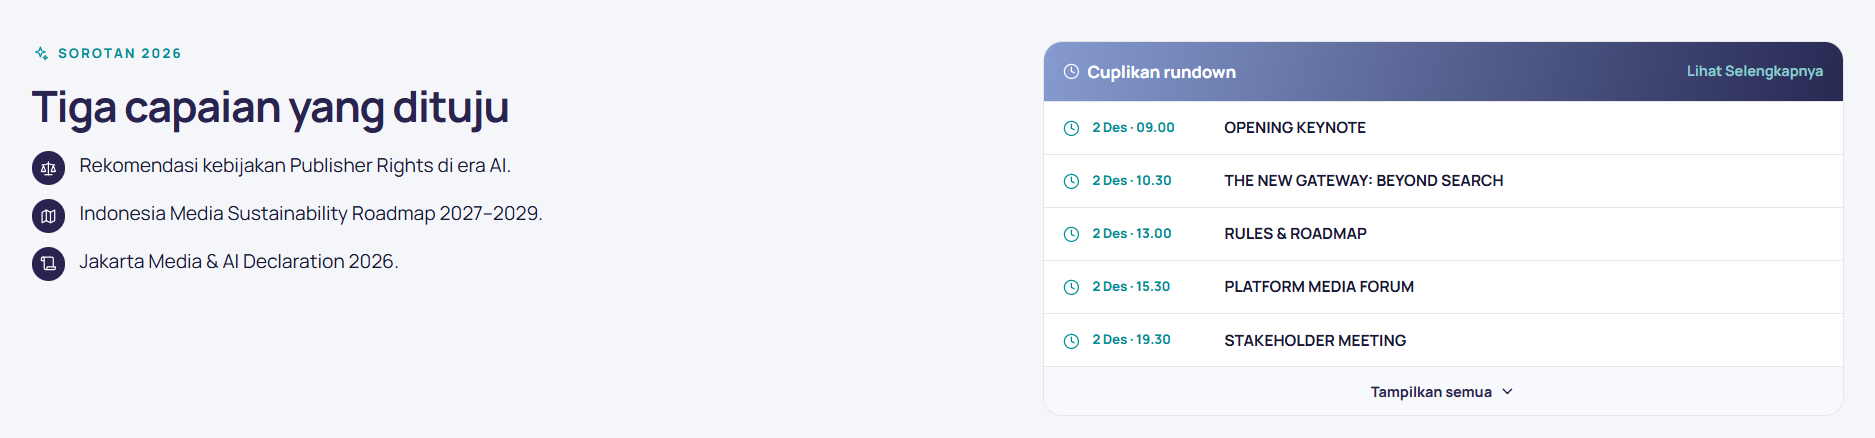 SOROTAN 2026
Tiga capaian yang dituju
Rekomendasi kebijakan Publisher Rights di era AI.
Indonesia Media Sustainability Roadmap 2027–2029.
Jakarta Media & AI Declaration 2026.
Cuplikan rundown
Lihat Selengkapnya
2 Des · 09.00 OPENING KEYNOTE
2 Des · 10.30 THE NEW GATEWAY: BEYOND SEARCH
2 Des · 13.00 RULES & ROADMAP
2 Des · 15.30 PLATFORM MEDIA FORUM
2 Des · 19.30 STAKEHOLDER MEETING
Tampilkan semua